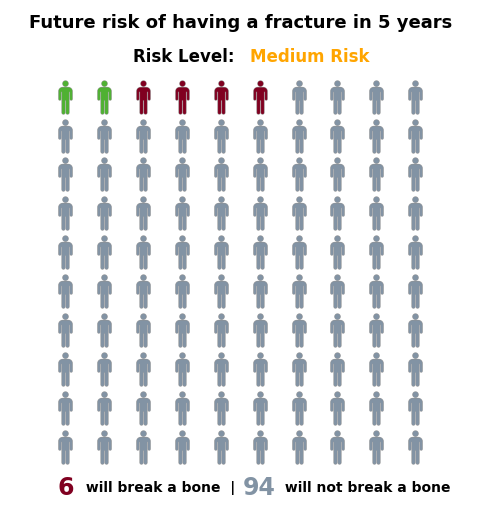 Future risk of having a fracture in 5 years
Risk Level: Medium Risk
6 will break a bone | 94 will not break a bone